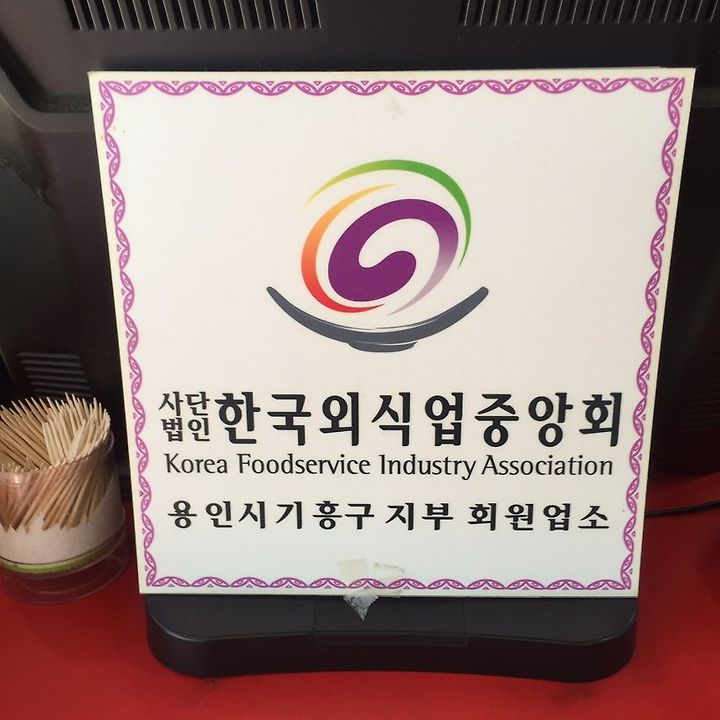 사단
법인 한국외식업중앙회
Korea Foodservice Industry Association
용인시기흥구 지부 회원업소